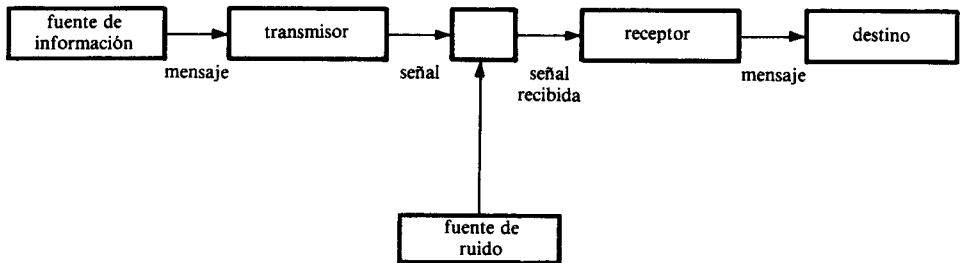 fuente de
información
transmisor
receptor
destino
mensaje
señal
señal
recibida
mensaje
fuente de
ruido